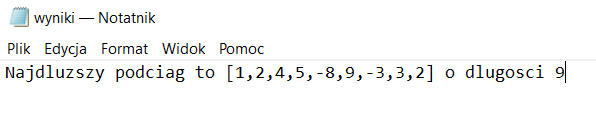 wyniki — Notatnik
Plik Edycja Format Widok Pomoc
Najdluzszy podciag to [1,2,4,5,-8,9,-3,3,2] o dlugosci 9